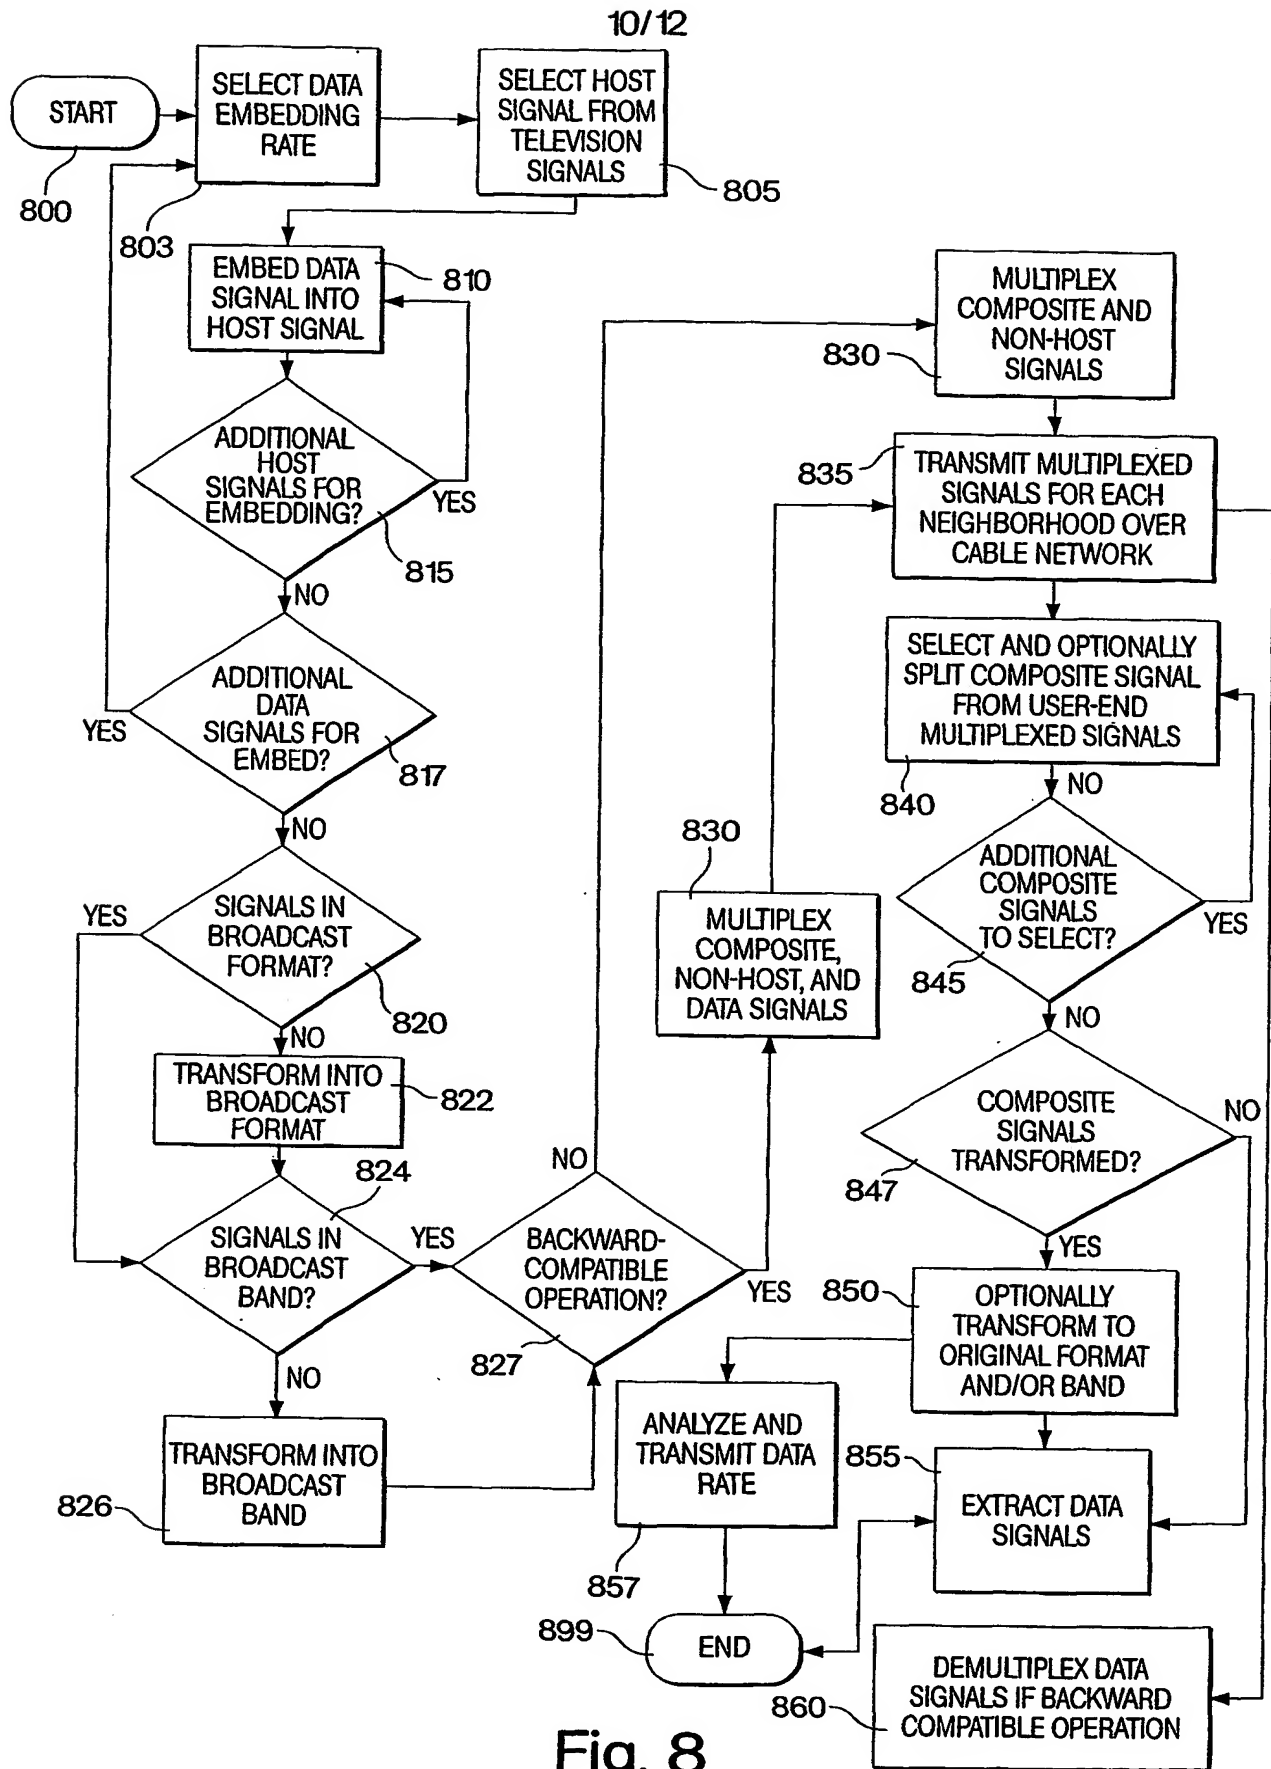 10/12
START
800
SELECT DATA
EMBEDDING
RATE
803
SELECT HOST
SIGNAL FROM
TELEVISION
SIGNALS
805
EMBED DATA
SIGNAL INTO
HOST SIGNAL
810
ADDITIONAL
HOST
SIGNALS FOR
EMBEDDING?
YES
815
NO
ADDITIONAL
DATA
SIGNALS FOR
EMBED?
YES
817
NO
SIGNALS IN
BROADCAST
FORMAT?
YES
820
NO
TRANSFORM INTO
BROADCAST
FORMAT
822
SIGNALS IN
BROADCAST
BAND?
824
YES
NO
TRANSFORM INTO
BROADCAST
BAND
826
BACKWARD-
COMPATIBLE
OPERATION?
NO
YES
827
830
MULTIPLEX
COMPOSITE,
NON-HOST, AND
DATA SIGNALS
MULTIPLEX
COMPOSITE AND
NON-HOST
SIGNALS
830
835
TRANSMIT MULTIPLEXED
SIGNALS FOR EACH
NEIGHBORHOOD OVER
CABLE NETWORK
SELECT AND OPTIONALLY
SPLIT COMPOSITE SIGNAL
FROM USER-END
MULTIPLEXED SIGNALS
840
NO
ADDITIONAL
COMPOSITE
SIGNALS
TO SELECT?
YES
845
NO
COMPOSITE
SIGNALS
TRANSFORMED?
NO
847
YES
850
OPTIONALLY
TRANSFORM TO
ORIGINAL FORMAT
AND/OR BAND
ANALYZE AND
TRANSMIT DATA
RATE
857
855
EXTRACT DATA
SIGNALS
899
END
DEMULTIPLEX DATA
SIGNALS IF BACKWARD
COMPATIBLE OPERATION
860
Fig. 8